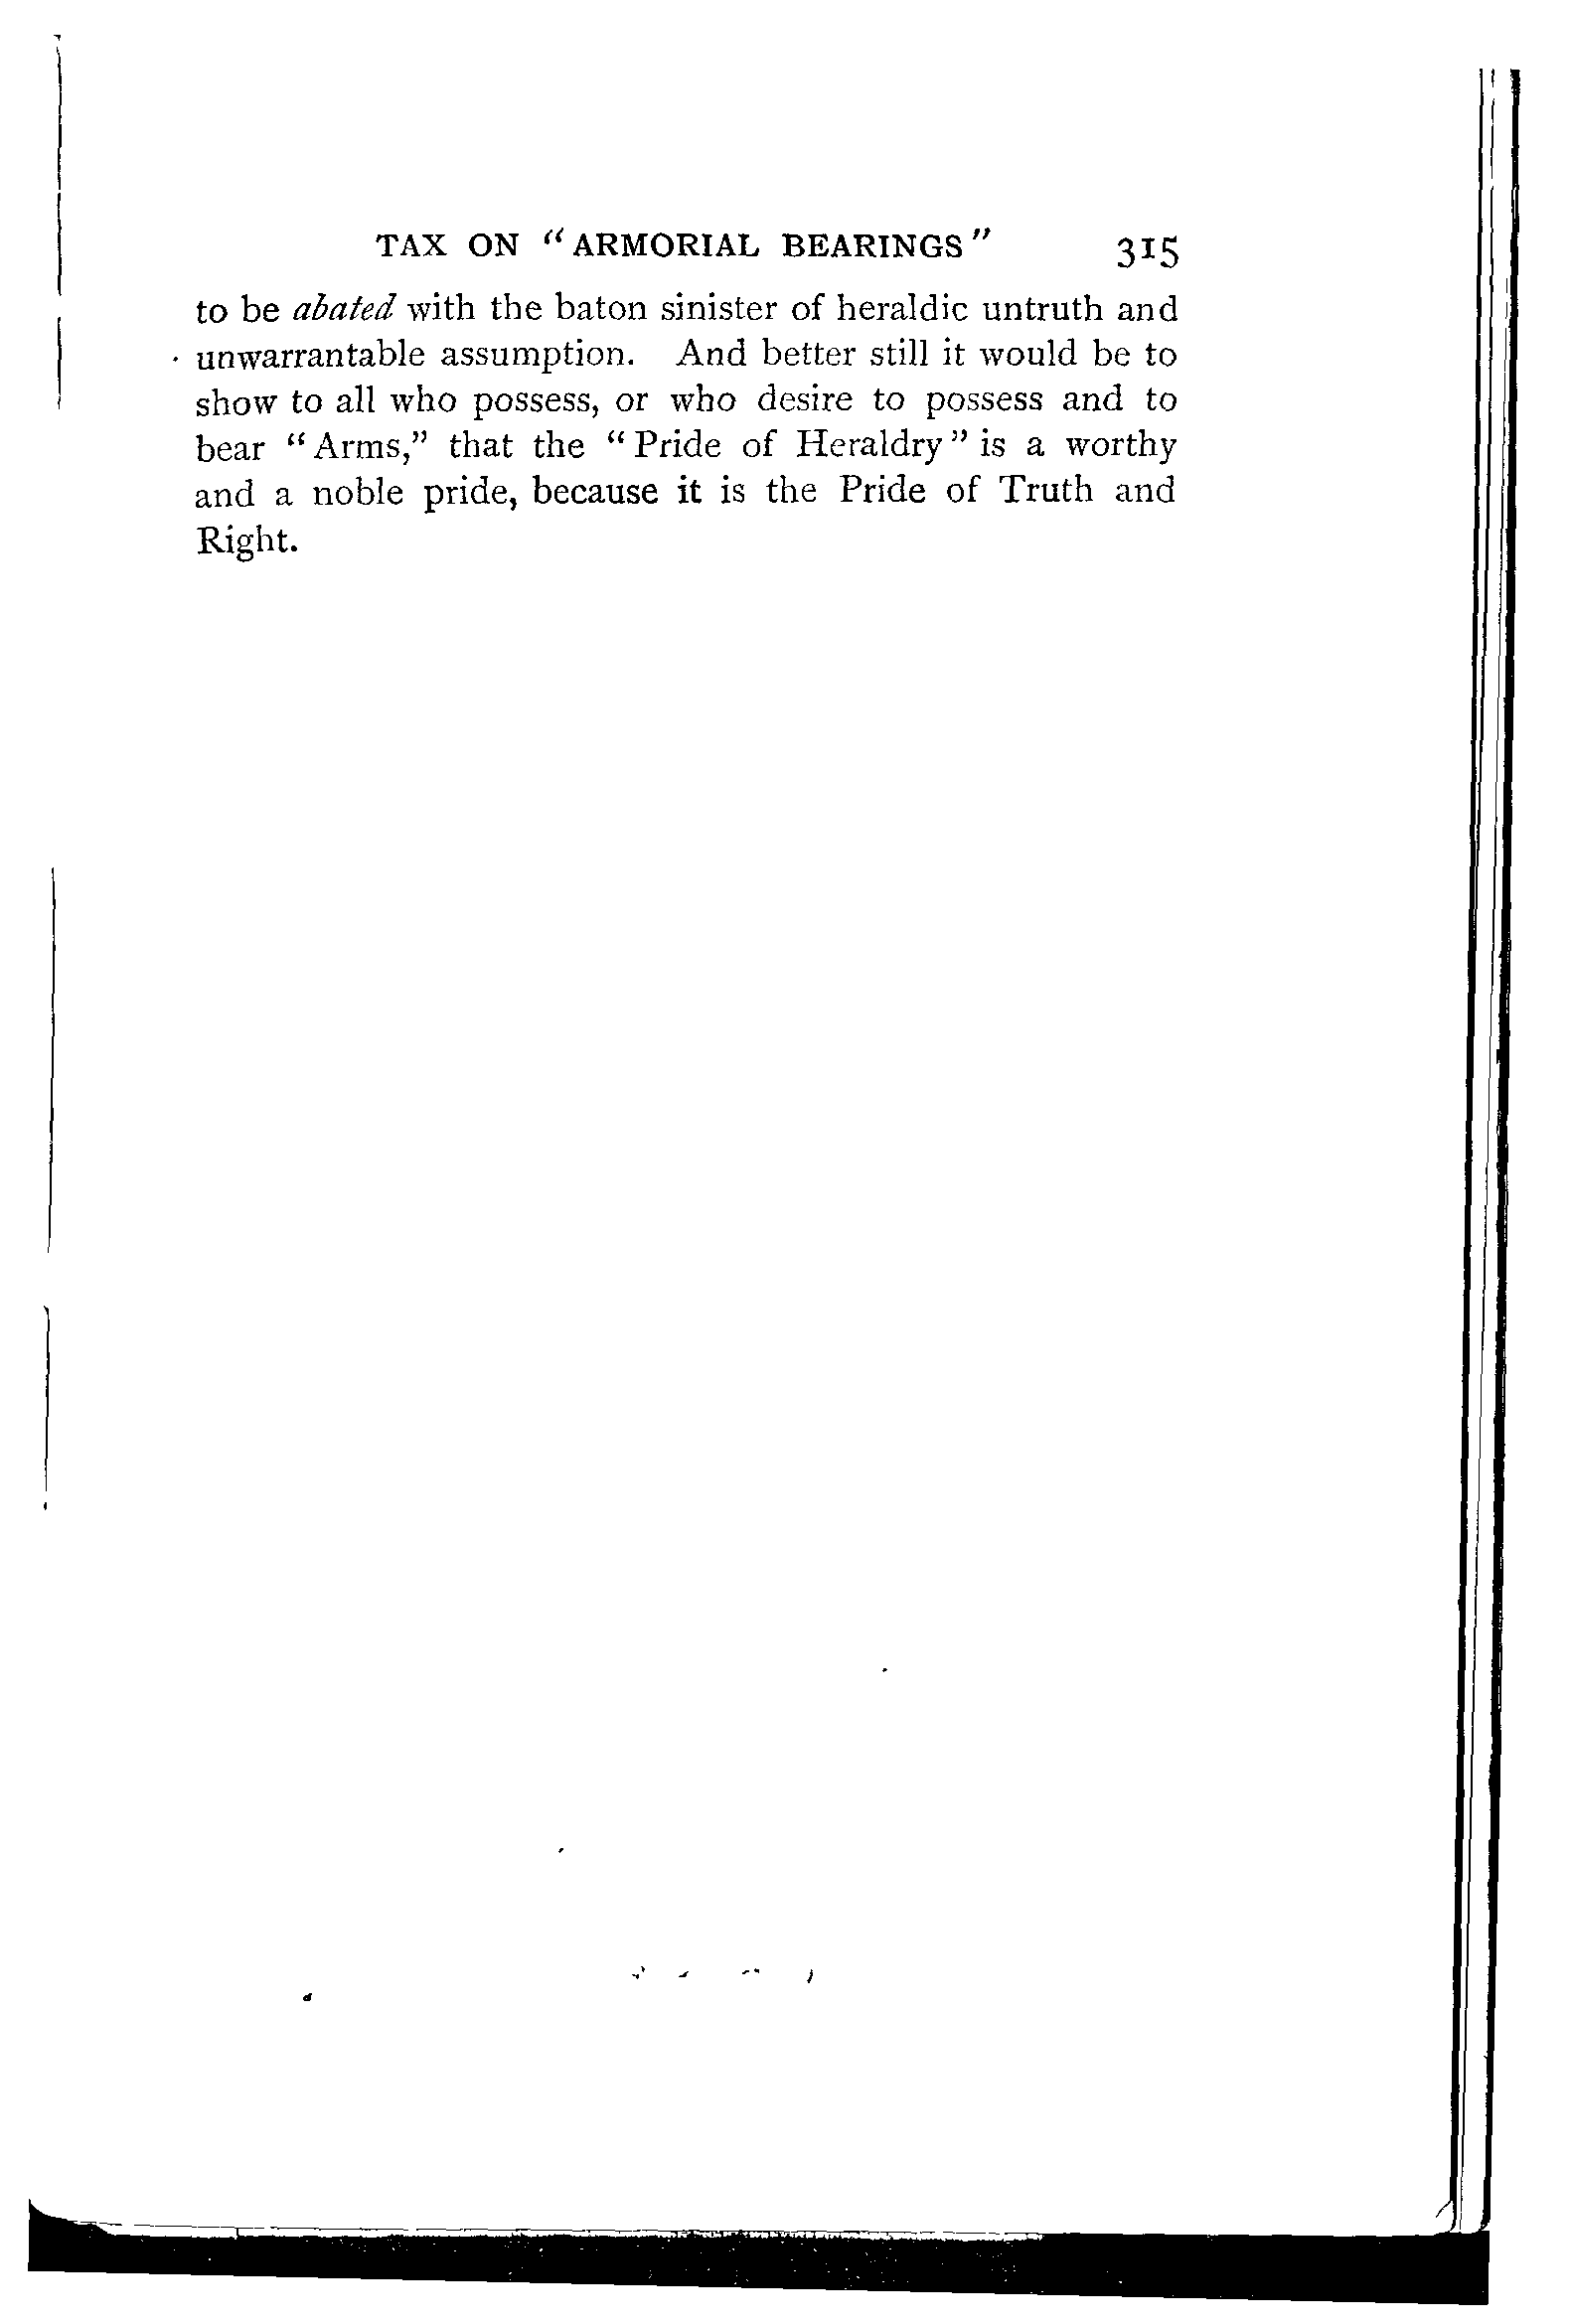 TAX ON "ARMORIAL BEARINGS" 315
to be abated with the baton sinister of heraldic untruth and
unwarrantable assumption. And better still it would be to
show to all who possess, or who desire to possess and to
bear "Arms," that the "Pride of Heraldry" is a worthy
and a noble pride, because it is the Pride of Truth and
Right.